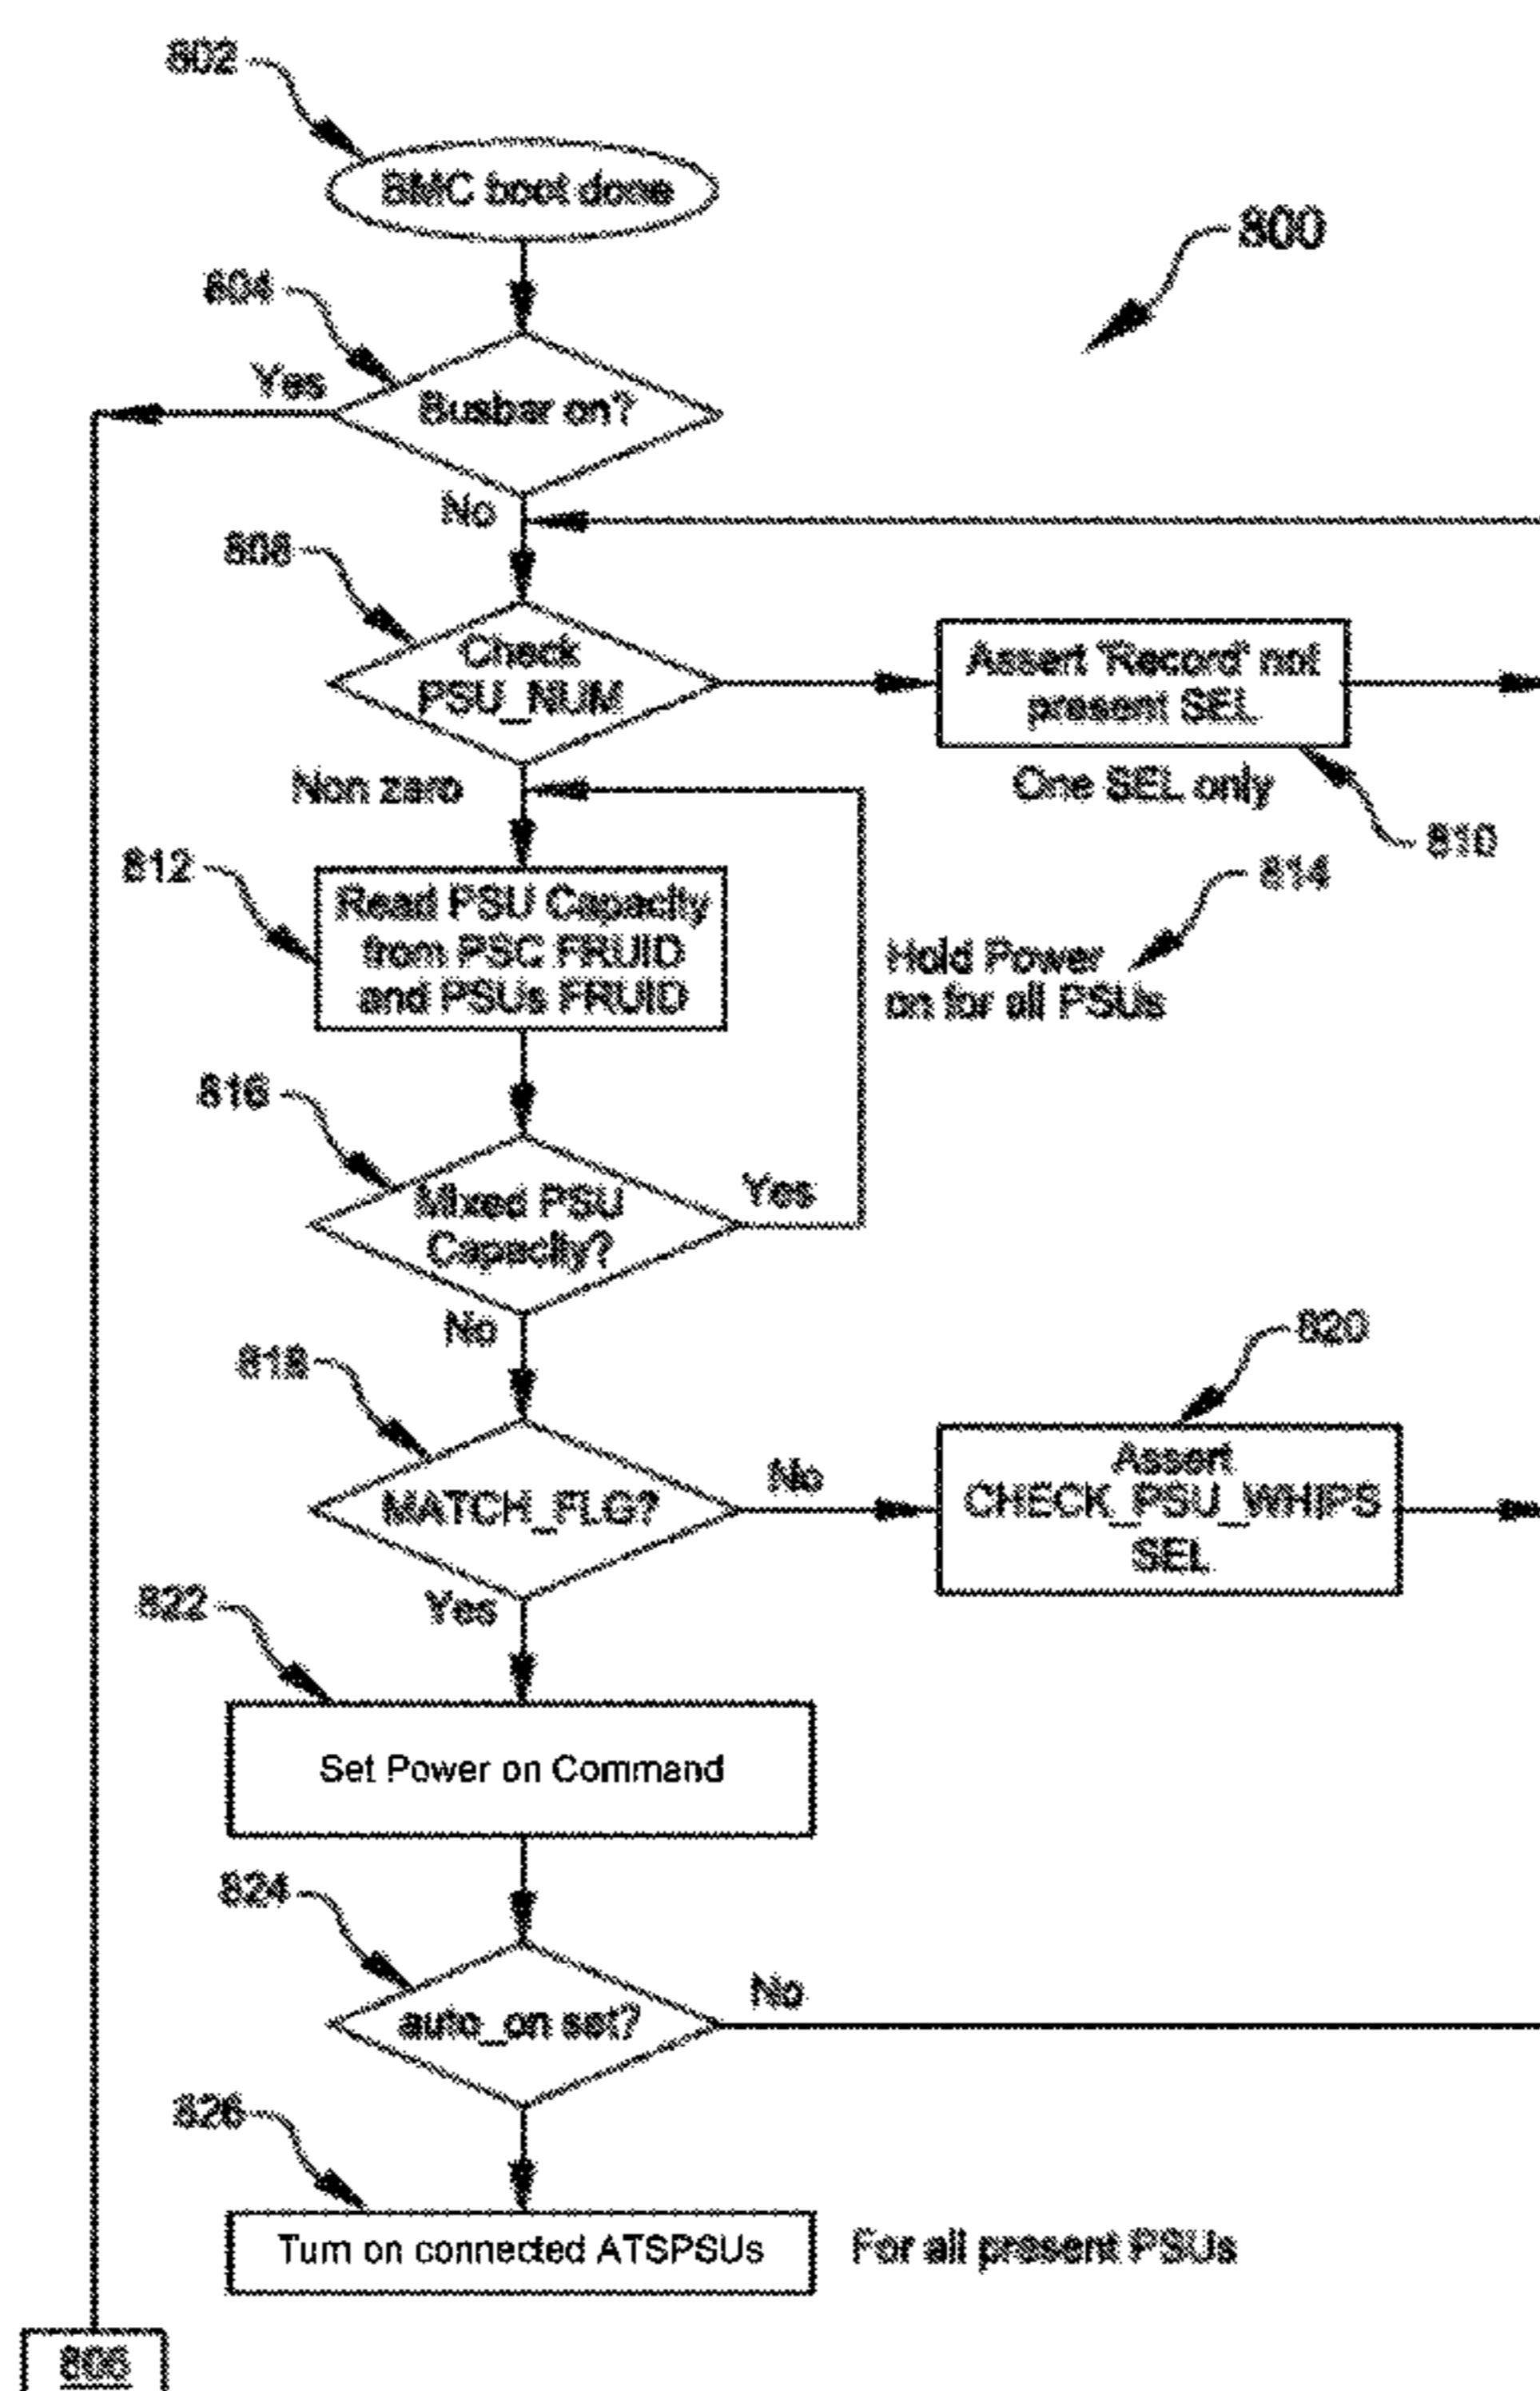 802
BMC boot done
800
804
Yes
Busbar on?
No
808
Check
PSU_NUM
Assert 'Record' not
present SEL
Non zero
One SEL only
810
812
814
Read PSU Capacity
from PSC FRUID
and PSUs FRUID
Hold Power
on for all PSUs
816
Mixed PSU
Capacity?
Yes
No
818
820
MATCH_FLG?
No
Assert
CHECK_PSU_WHIPS
SEL
Yes
822
Set Power on Command
824
auto_on set?
No
826
Turn on connected ATSPSUs
For all present PSUs
806